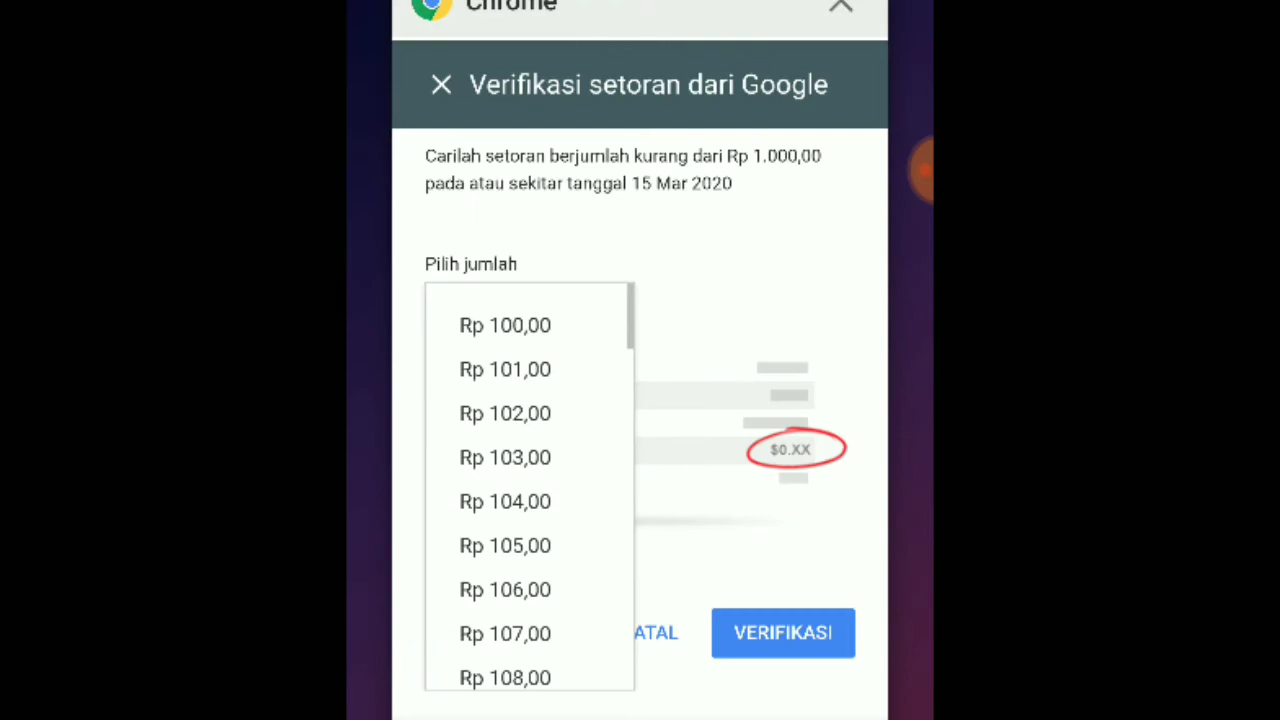 Chrome
Verifikasi setoran dari Google
Carilah setoran berjumlah kurang dari Rp 1.000,00
pada atau sekitar tanggal 15 Mar 2020
Pilih jumlah
Rp 100,00
Rp 101,00
Rp 102,00
Rp 103,00
$0.XX
Rp 104,00
Rp 105,00
Rp 106,00
Rp 107,00
ATAL
VERIFIKASI
Rp 108,00